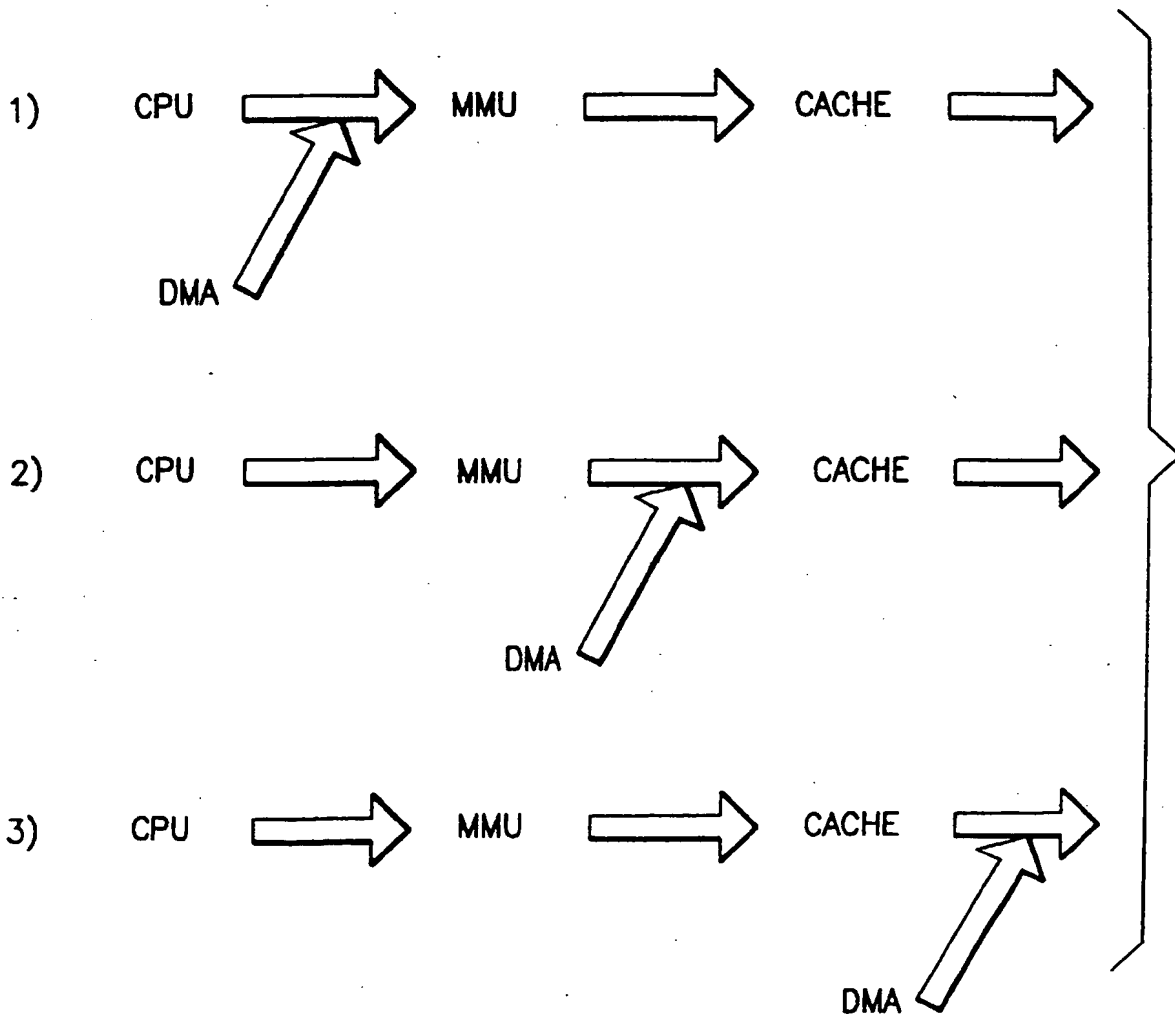 1) CPU MMU CACHE
DMA
2) CPU MMU CACHE
DMA
3) CPU MMU CACHE
DMA